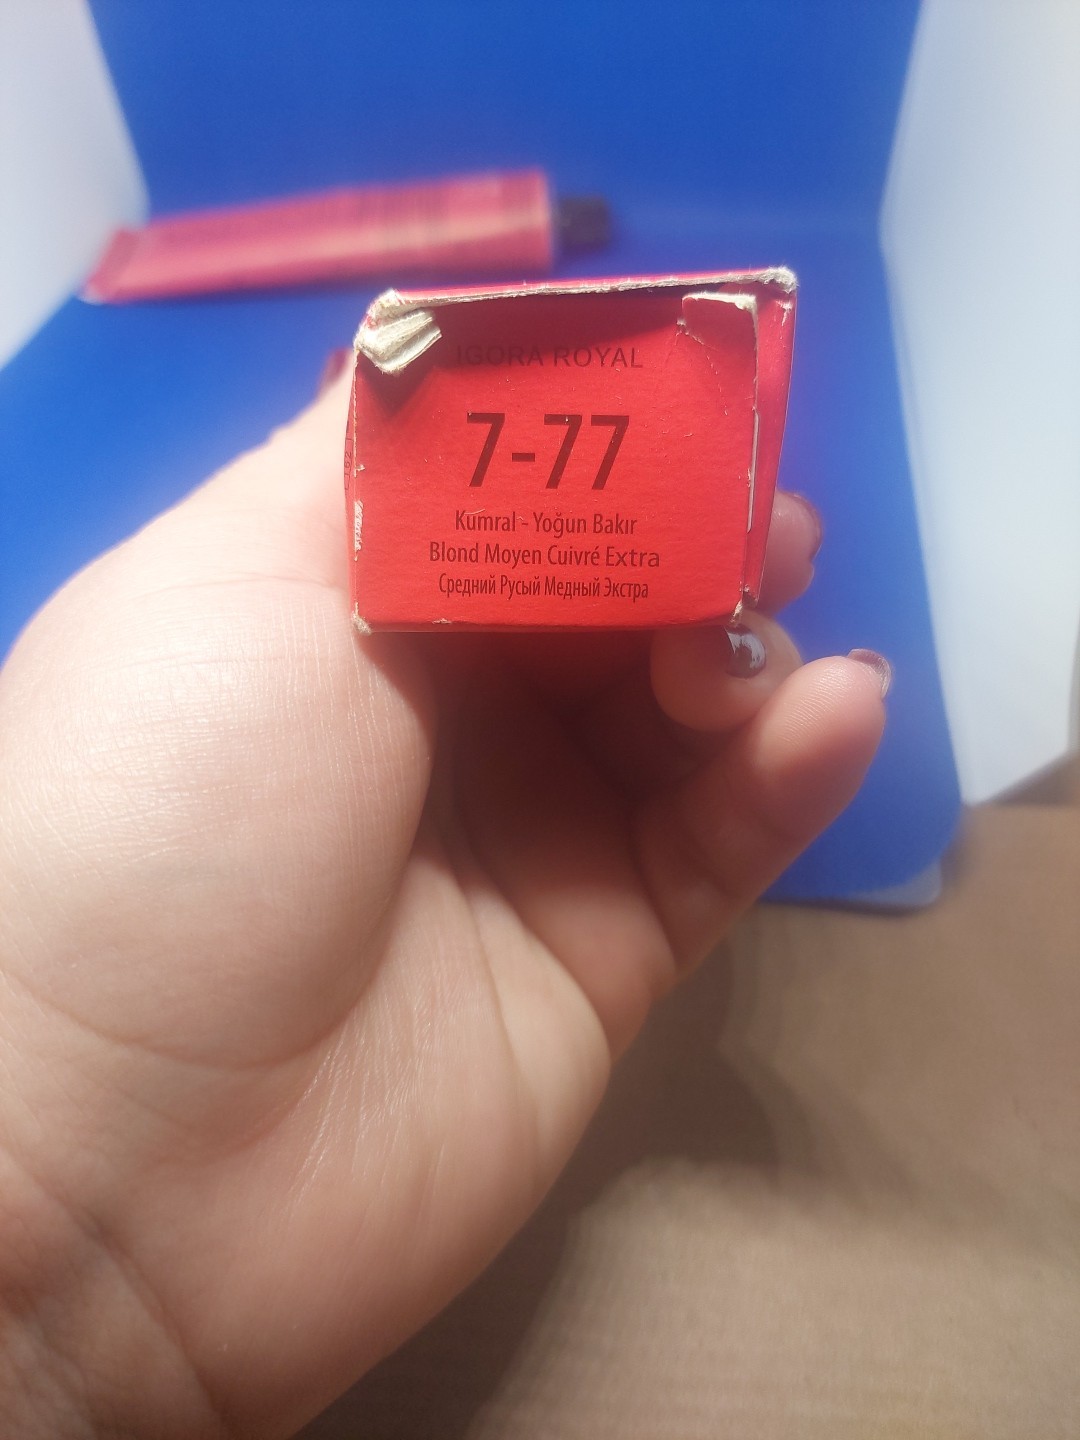 IGORA ROYAL
7-77
Kumral - Yoğun Bakır
Blond Moyen Cuivré Extra
Средний Русый Медный Экстра